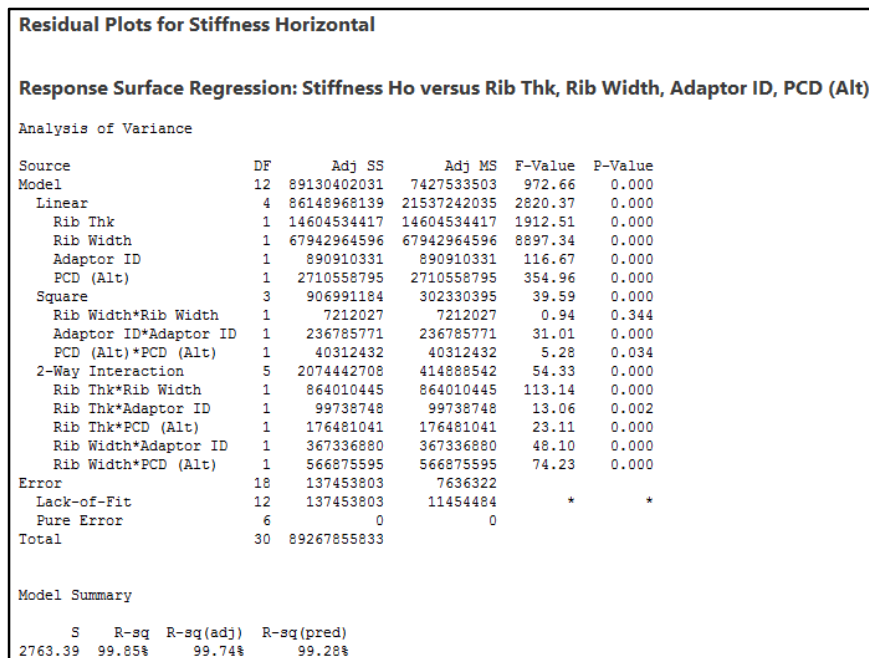 Residual Plots for Stiffness Horizontal
Response Surface Regression: Stiffness Ho versus Rib Thk, Rib Width, Adaptor ID, PCD (Alt)
Analysis of Variance
Source DF Adj SS Adj MS F-Value P-Value
Model 12 89130402031 7427533503 972.66 0.000
Linear 4 86148968139 21537242035 2820.37 0.000
Rib Thk 1 14604534417 14604534417 1912.51 0.000
Rib Width 1 67942964596 67942964596 8897.34 0.000
Adaptor ID 1 890910331 890910331 116.67 0.000
PCD (Alt) 1 2710558795 2710558795 354.96 0.000
Square 3 906991184 302330395 39.59 0.000
Rib Width*Rib Width 1 7212027 7212027 0.94 0.344
Adaptor ID*Adaptor ID 1 236785771 236785771 31.01 0.000
PCD (Alt)*PCD (Alt) 1 40312432 40312432 5.28 0.034
2-Way Interaction 5 2074442708 414888542 54.33 0.000
Rib Thk*Rib Width 1 864010445 864010445 113.14 0.000
Rib Thk*Adaptor ID 1 99738748 99738748 13.06 0.002
Rib Thk*PCD (Alt) 1 176481041 176481041 23.11 0.000
Rib Width*Adaptor ID 1 367336880 367336880 48.10 0.000
Rib Width*PCD (Alt) 1 566875595 566875595 74.23 0.000
Error 18 137453803 7636322
Lack-of-Fit 12 137453803 11454484 * *
Pure Error 6 0 0
Total 30 89267855833
Model Summary
S R-sq R-sq(adj) R-sq(pred)
2763.39 99.85% 99.74% 99.28%